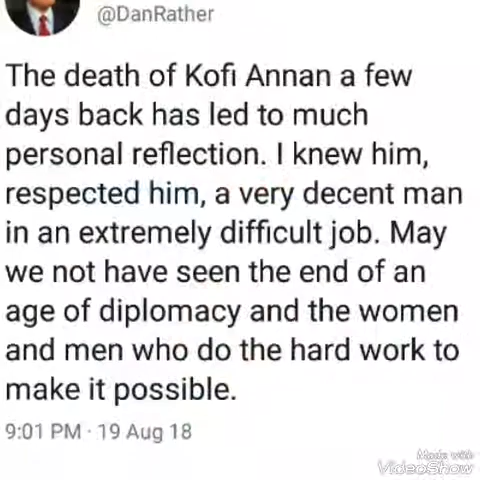 @DanRather
The death of Kofi Annan a few
days back has led to much
personal reflection. I knew him,
respected him, a very decent man
in an extremely difficult job. May
we not have seen the end of an
age of diplomacy and the women
and men who do the hard work to
make it possible.
9:01 PM · 19 Aug 18
Made with
VideoShow